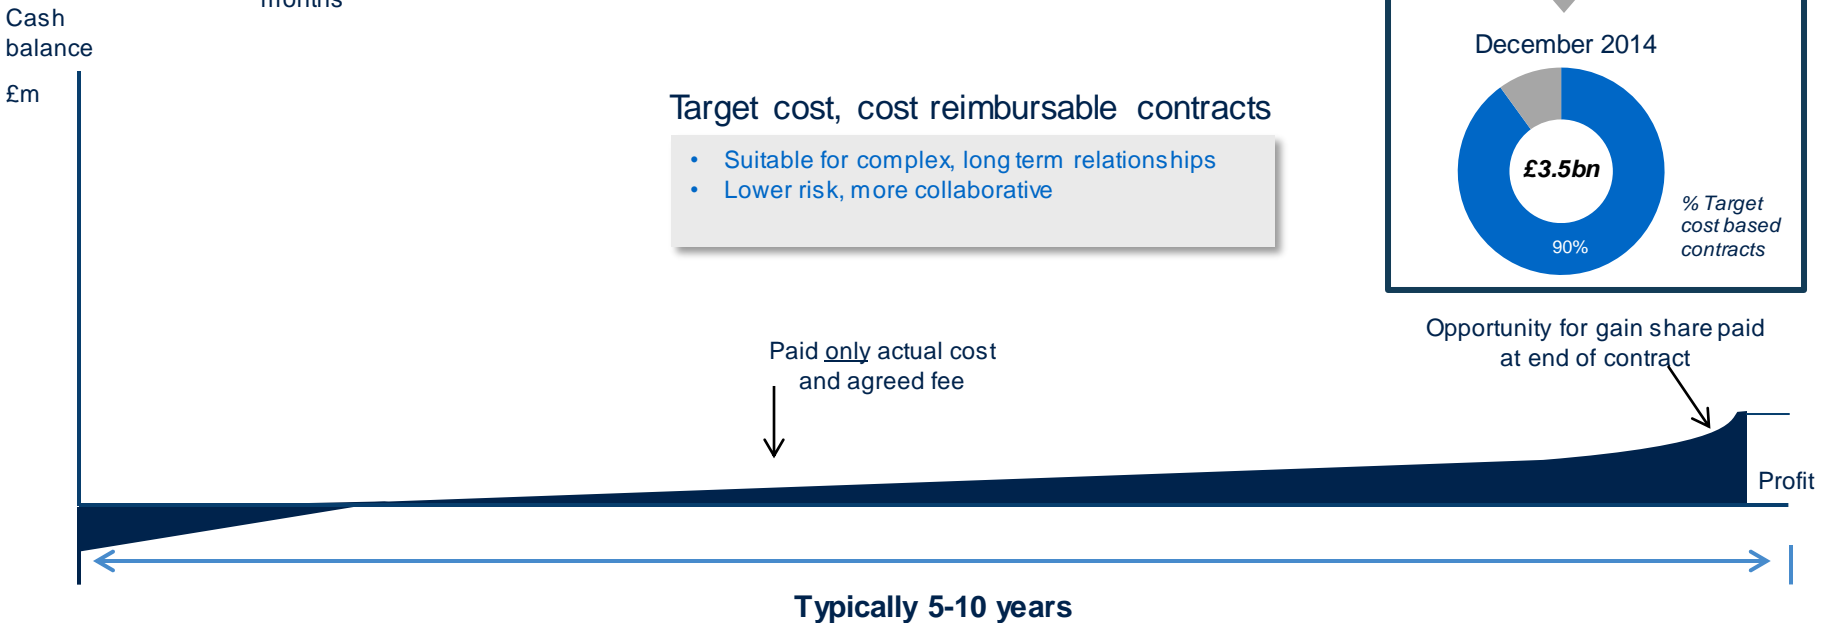 months
Cash
balance
£m
December 2014
£3.5bn
90%
% Target
cost based
contracts
Target cost, cost reimbursable contracts
• Suitable for complex, long term relationships
• Lower risk, more collaborative
Opportunity for gain share paid
at end of contract
Paid only actual cost
and agreed fee
Profit
Typically 5-10 years